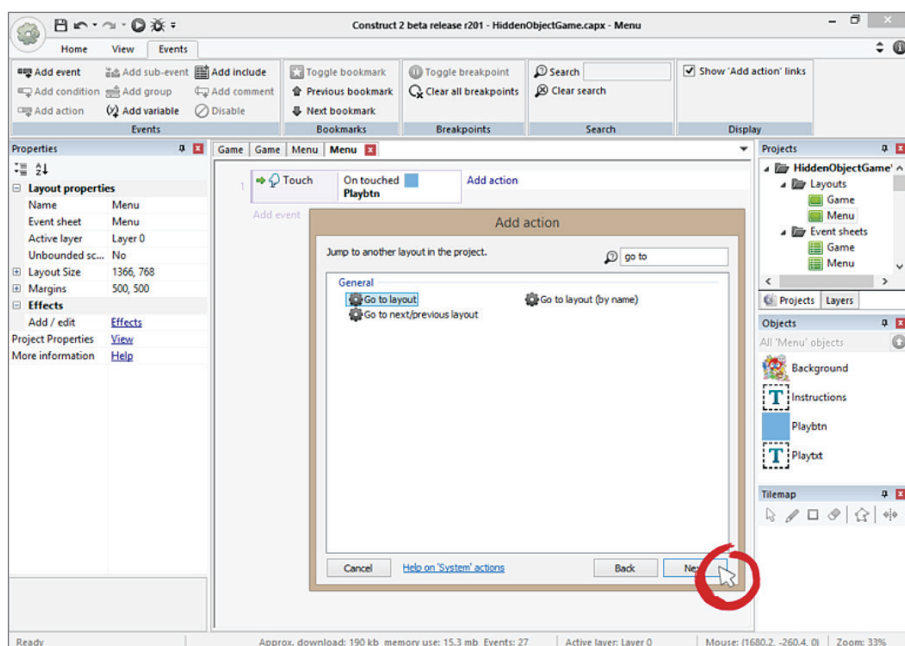 Construct 2 beta release r201 - HiddenObjectGame.capx - Menu
Home View Events
Add event Add sub-event Add include
Add condition Add group Add comment
Add action Add variable Disable
Events
Toggle bookmark
Previous bookmark
Next bookmark
Bookmarks
Toggle breakpoint
Clear all breakpoints
Breakpoints
Search
Clear search
Search
Show 'Add action' links
Display
Properties
Layout properties
Name Menu
Event sheet Menu
Active layer Layer 0
Unbounded sc... No
Layout Size 1366, 768
Margins 500, 500
Effects
Add / edit Effects
Project Properties View
More information Help
Game Game Menu Menu
1 Touch On touched Add action
Playbtn
Add event
Add action
Jump to another layout in the project. go to
General
Go to layout Go to layout (by name)
Go to next/previous layout
Cancel Help on 'System' actions Back
Projects
HiddenObjectGame'
Layouts
Game
Menu
Event sheets
Game
Menu
Projects Layers
Objects
All 'Menu' objects
Background
T Instructions
Playbtn
T Playtxt
Tilemap
Ready Approx. download: 190 kb memory use: 15.3 mb Events: 27 Active layer: Layer 0 Mouse: (1680.2, -260.4, 0) Zoom: 33%